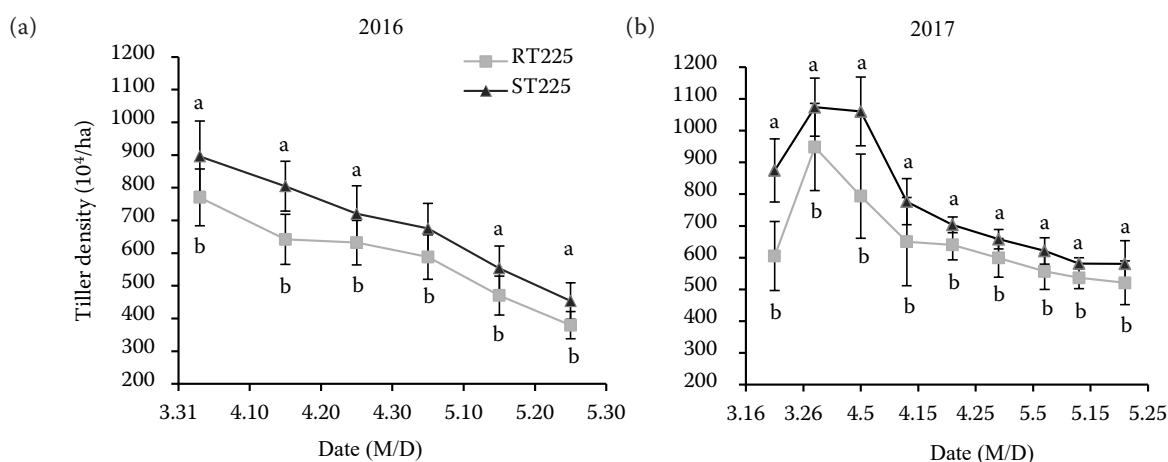 (a)
2016
RT225
ST225
Tiller density (10⁴/ha)
1200
1100
1000
900
800
700
600
500
400
300
200
a
a
a
a
a
b
b
b
b
b
b
3.31
4.10
4.20
4.30
5.10
5.20
5.30
Date (M/D)
(b)
2017
1200
1100
1000
900
800
700
600
500
400
300
200
a
a
a
a
a
a
a
a
a
b
b
b
b
b
b
b
b
b
3.16
3.26
4.5
4.15
4.25
5.5
5.15
5.25
Date (M/D)